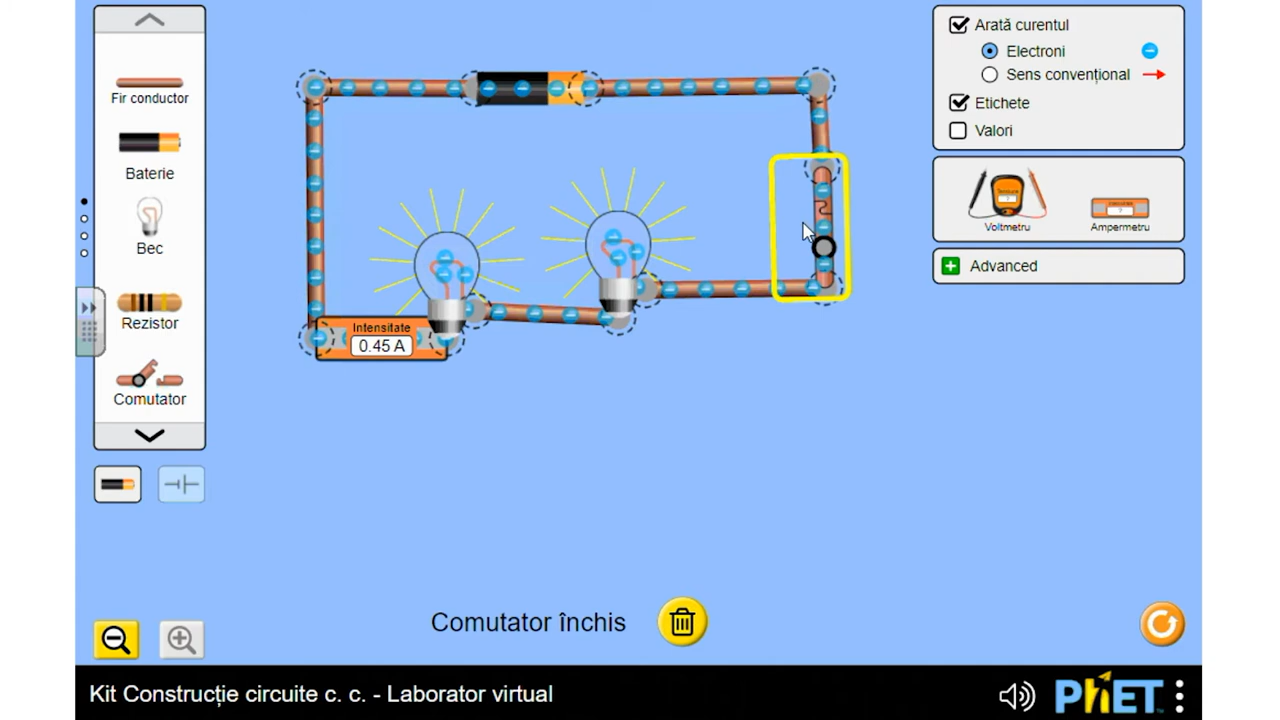 Fir conductor
Baterie
Bec
Rezistor
Comutator
Intensitate
0.45 A
Arată curentul
Electroni
Sens convențional
Etichete
Valori
Voltmetru
Ampermetru
Advanced
Comutator închis
Kit Construcție circuite c. c. - Laborator virtual
PhET